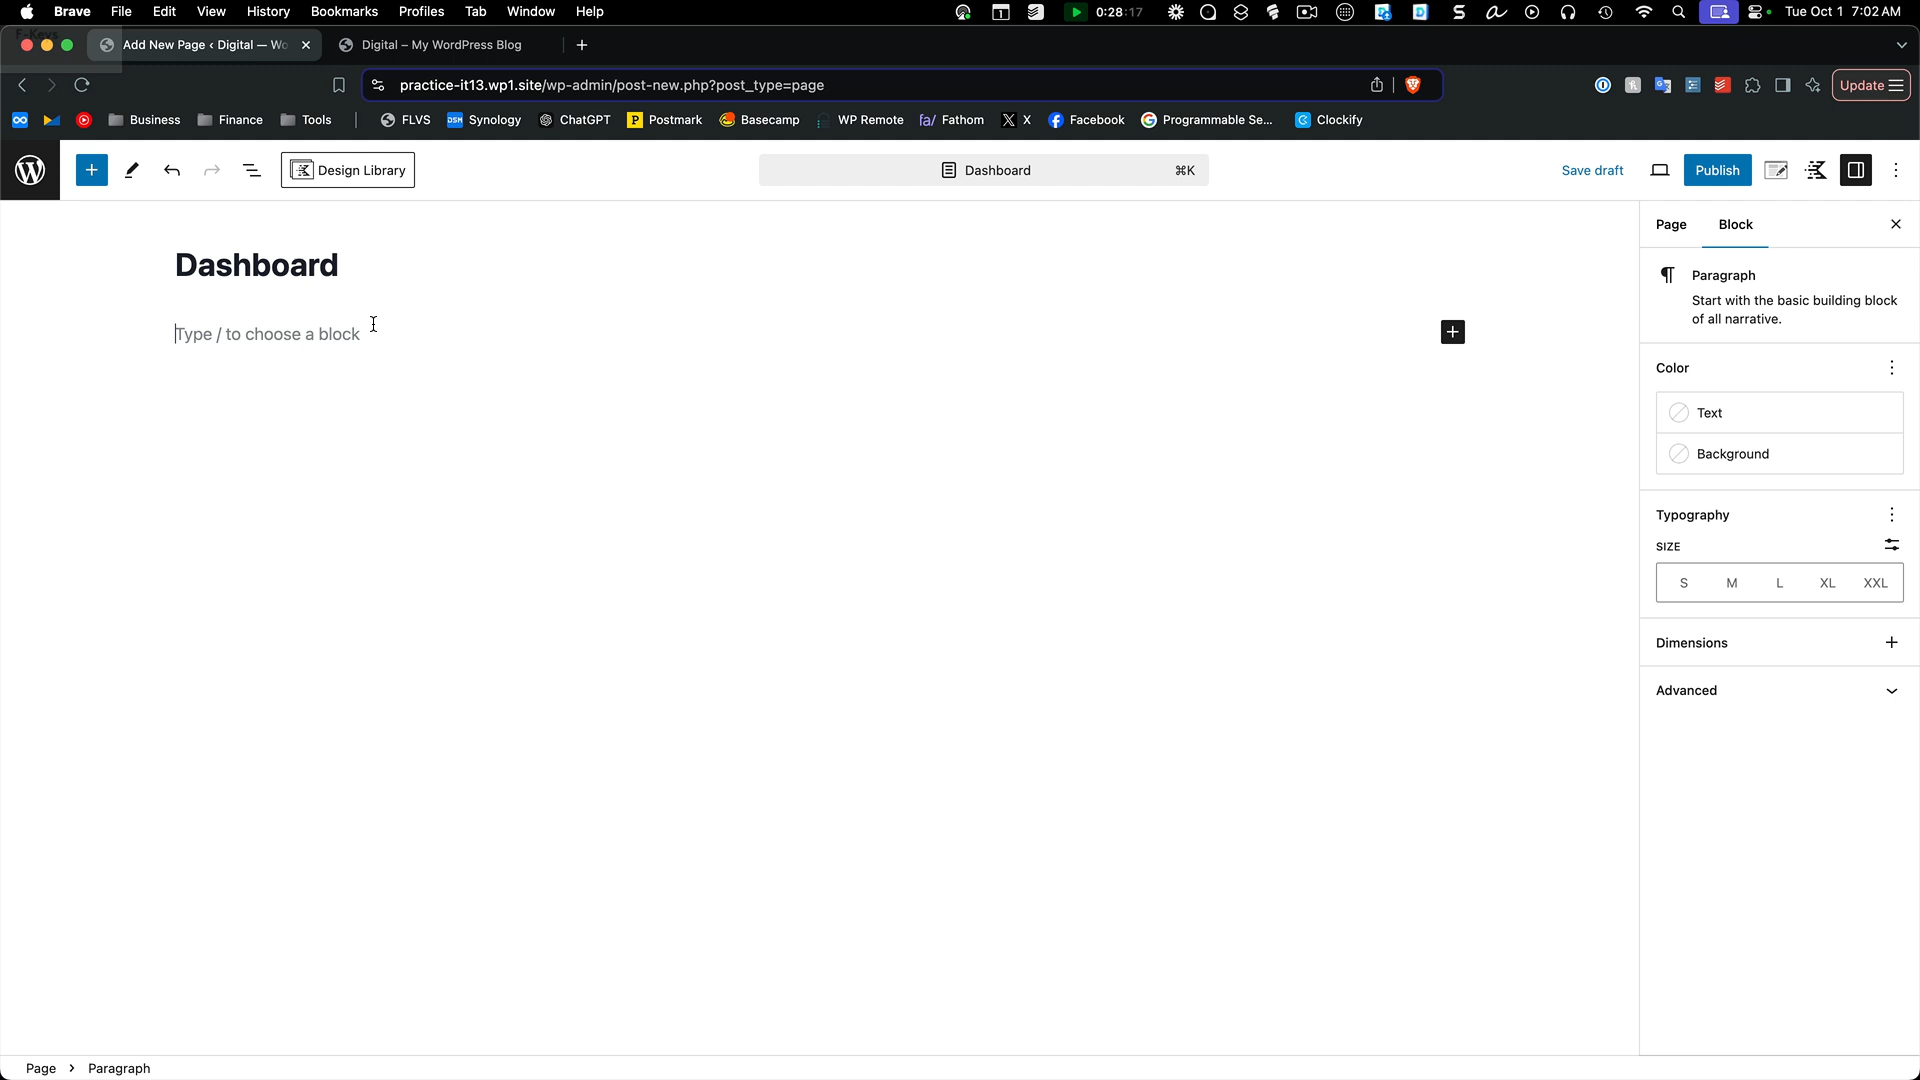 Brave File Edit View History Bookmarks Profiles Tab Window Help 1 0:28:17 Tue Oct 1 7:02 AM
F-Keys
Add New Page ‹ Digital — Wo Digital – My WordPress Blog
practice-it13.wp1.site/wp-admin/post-new.php?post_type=page Update
Business Finance Tools FLVS DSM Synology ChatGPT Postmark Basecamp WP Remote fa/ Fathom X Facebook Programmable Se... Clockify
Design Library Dashboard ⌘K Save draft Publish
Page Block
Dashboard
Type / to choose a block
Paragraph
Start with the basic building block
of all narrative.
Color
Text
Background
Typography
SIZE
S M L XL XXL
Dimensions
Advanced
Page › Paragraph